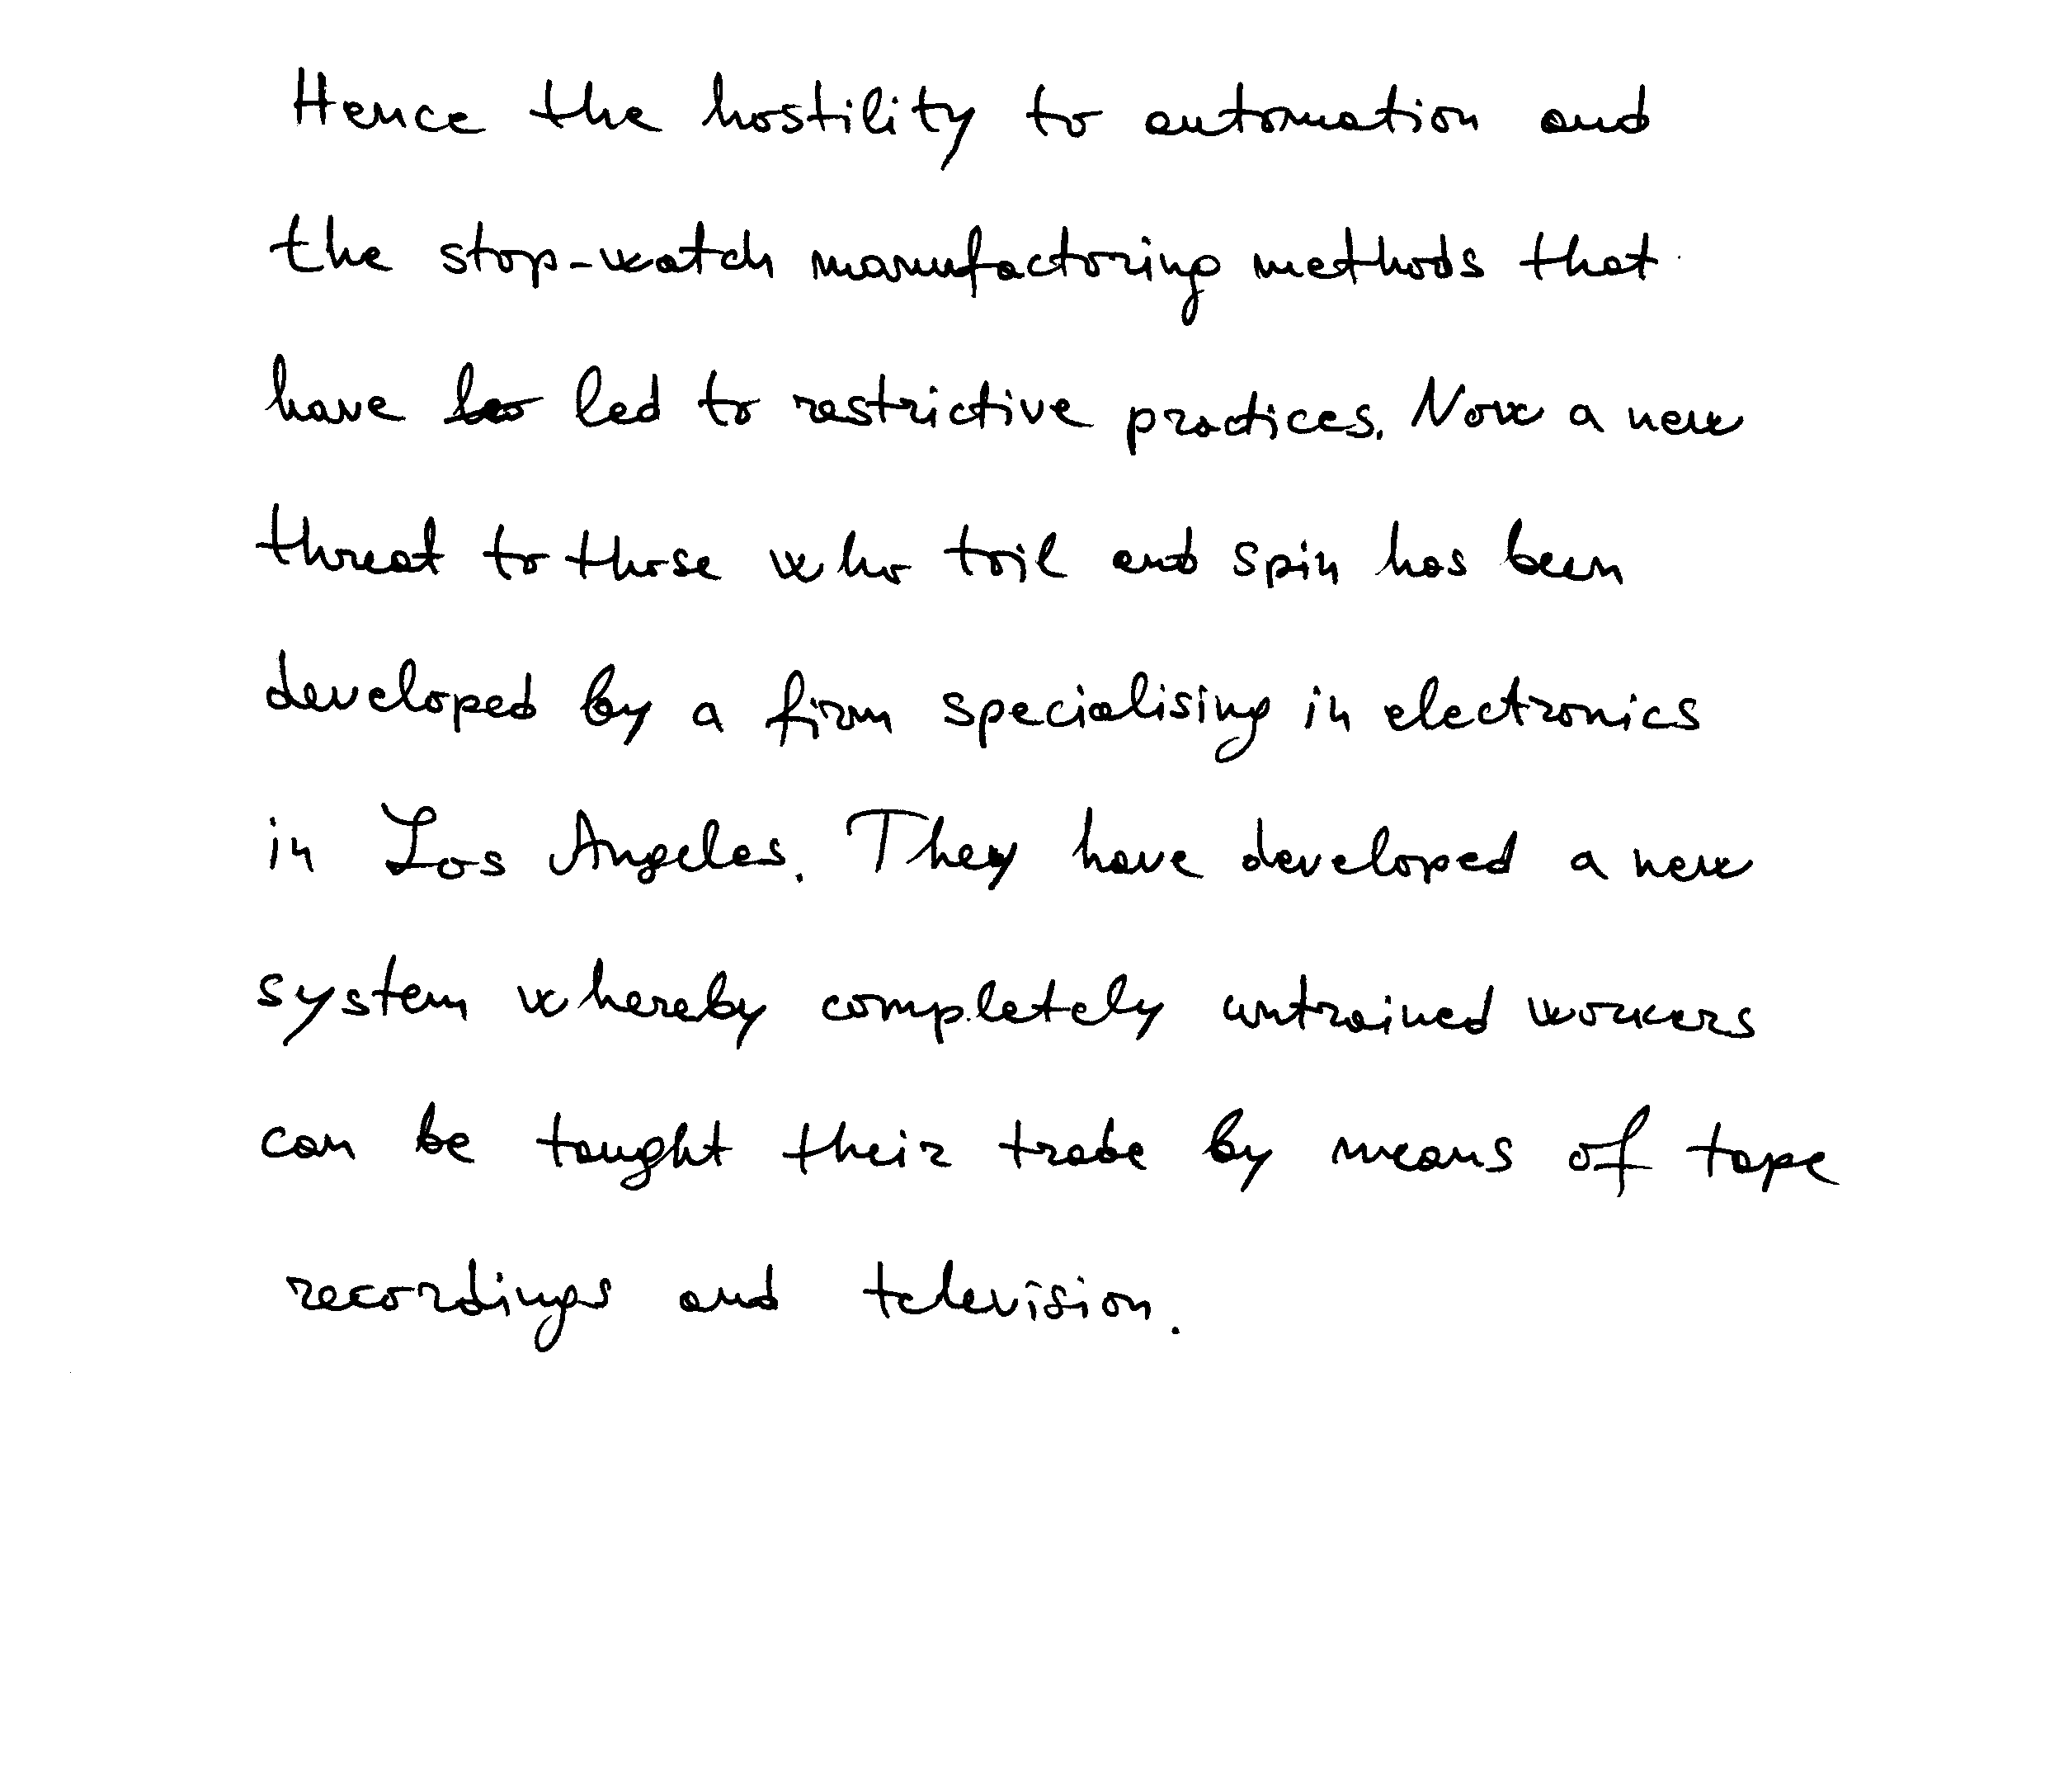 Hence the hostility to automation and
the stop-watch manufactoring methods that
have led to restrictive practices. Now a new
threat to those who toil and spin has been
developed by a firm specialising in electronics
in Los Angeles. They have developed a new
system whereby completely untrained workers
can be tought their trade by means of tape
recordings and television.